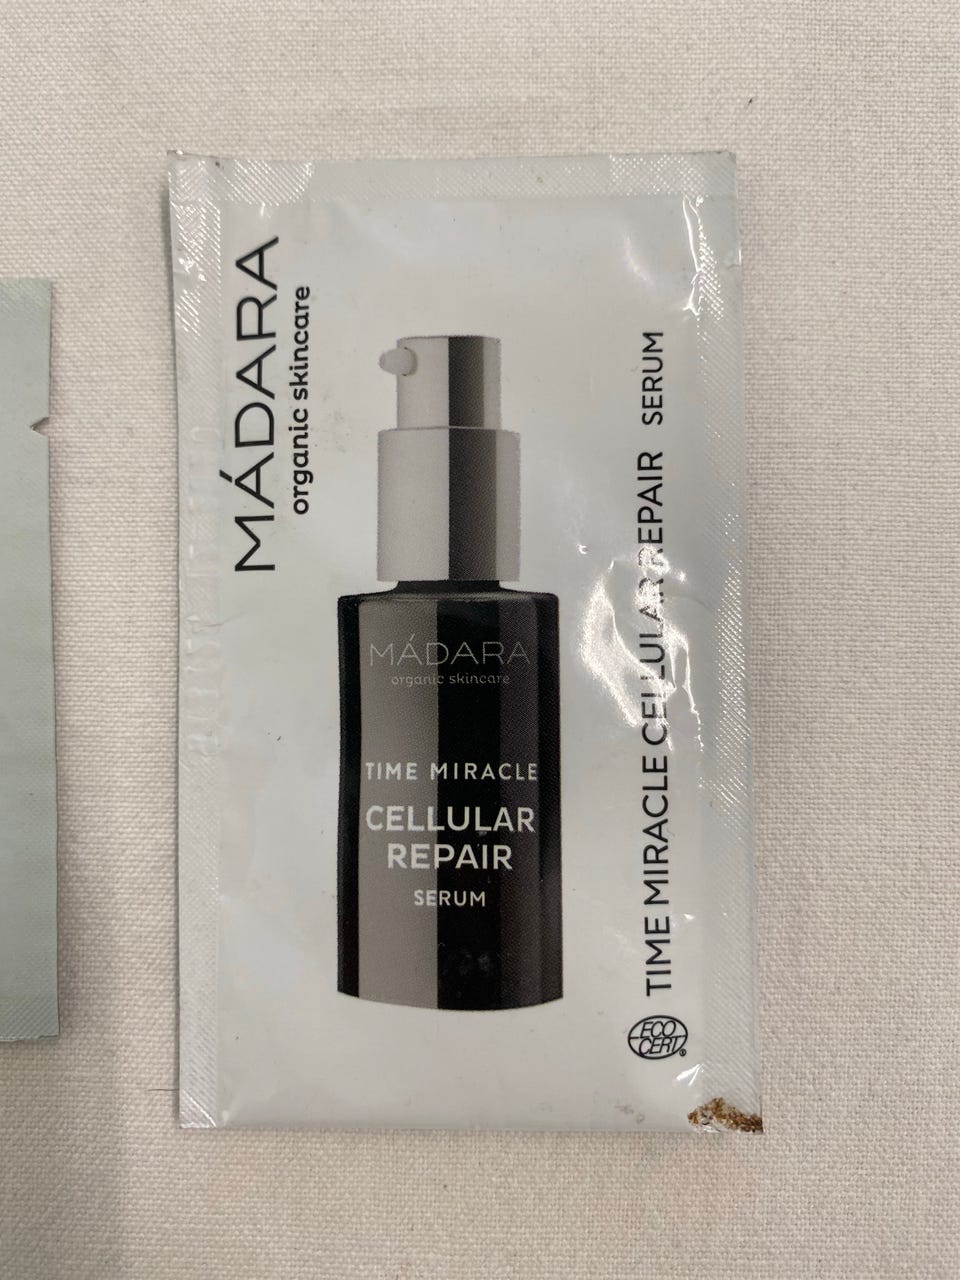 MÁDARA
organic skincare
MÁDARA
organic skincare
TIME MIRACLE
CELLULAR
REPAIR
SERUM
TIME MIRACLE CELLULAR REPAIR SERUM
ECO
CERT®